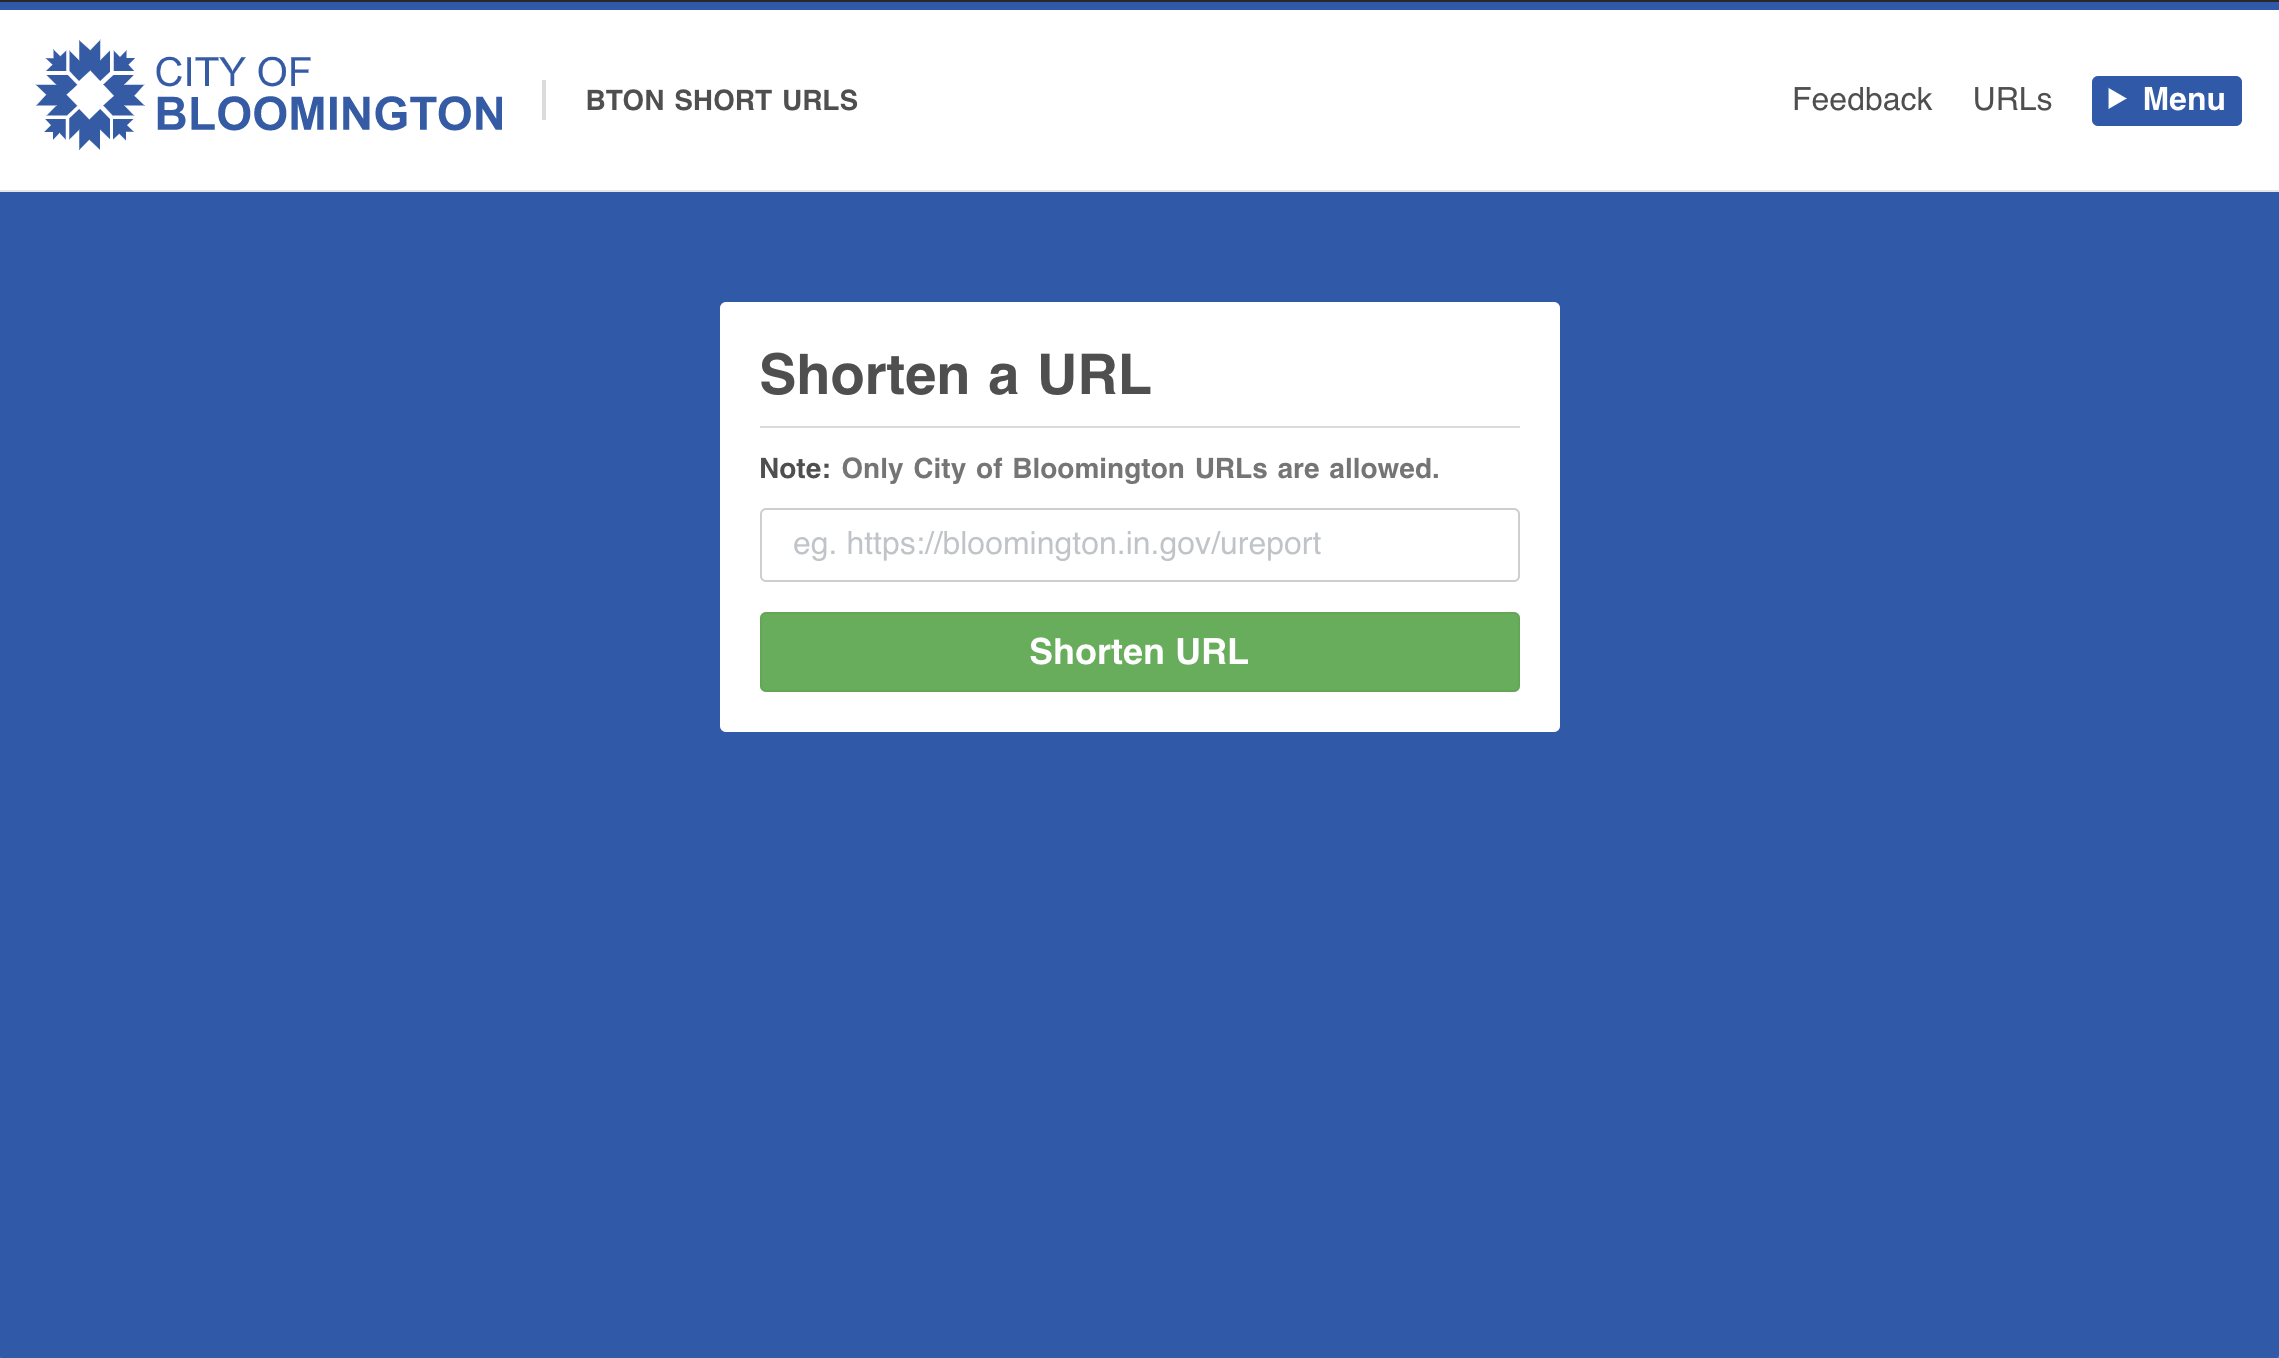 CITY OF
BLOOMINGTON
BTON SHORT URLS
Feedback
URLs
Menu
Shorten a URL
Note: Only City of Bloomington URLs are allowed.
eg. https://bloomington.in.gov/ureport
Shorten URL